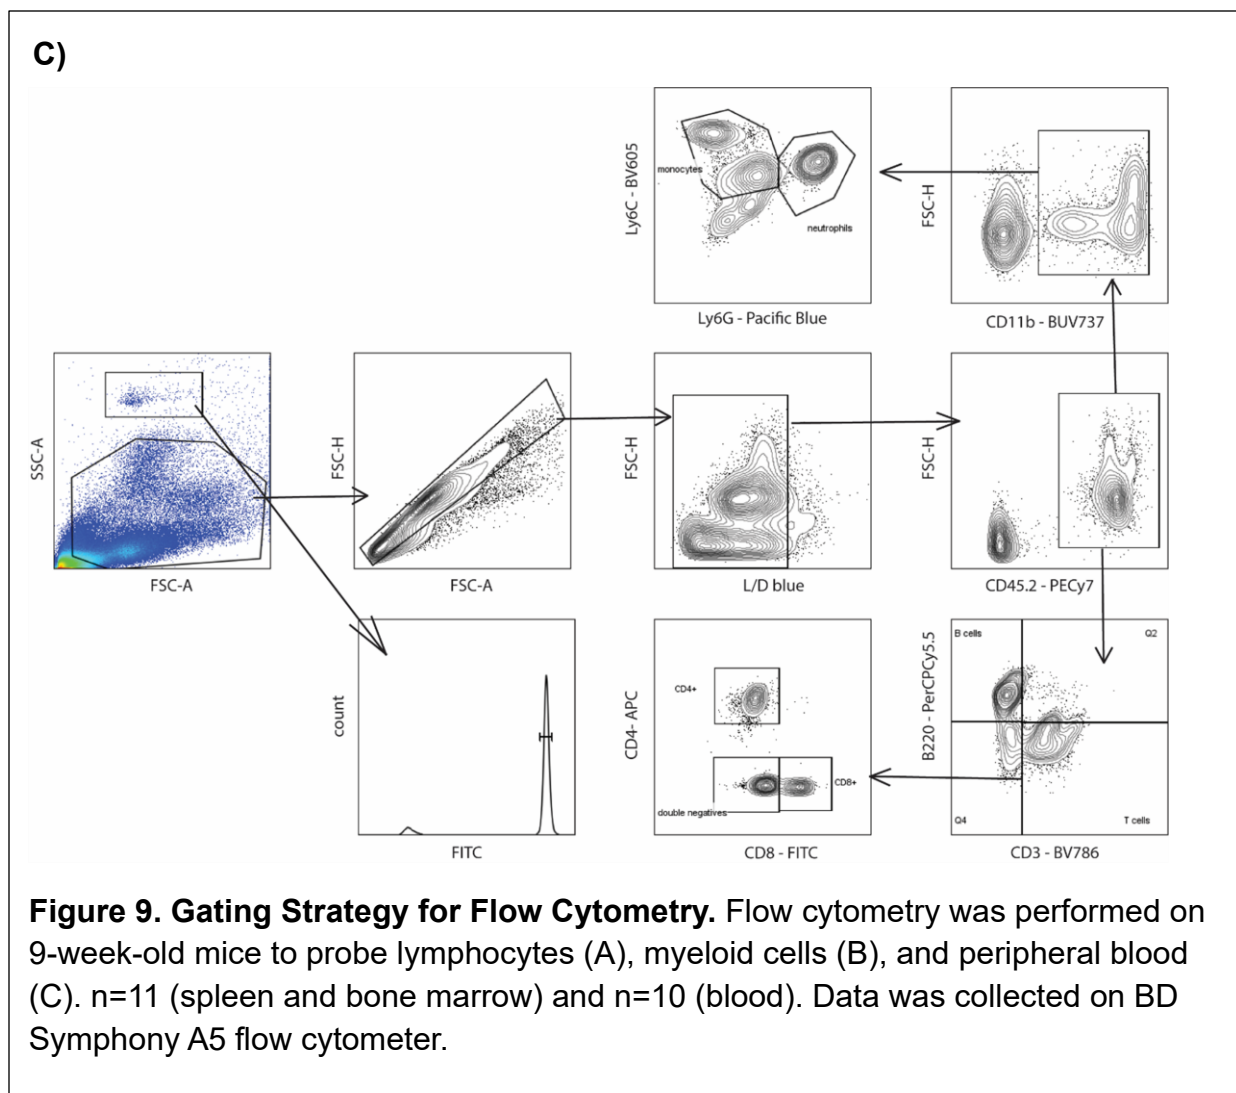 C)
Ly6C - BV605
monocytes
neutrophils
Ly6G - Pacific Blue
FSC-H
CD11b - BUV737
SSC-A
FSC-A
FSC-H
FSC-A
FSC-H
L/D blue
FSC-H
CD45.2 - PECy7
count
FITC
CD4- APC
CD4+
CD8+
double negatives
CD8 - FITC
B220 - PerCPCy5.5
B cells
Q2
Q4
T cells
CD3 - BV786
Figure 9. Gating Strategy for Flow Cytometry. Flow cytometry was performed on
9-week-old mice to probe lymphocytes (A), myeloid cells (B), and peripheral blood
(C). n=11 (spleen and bone marrow) and n=10 (blood). Data was collected on BD
Symphony A5 flow cytometer.